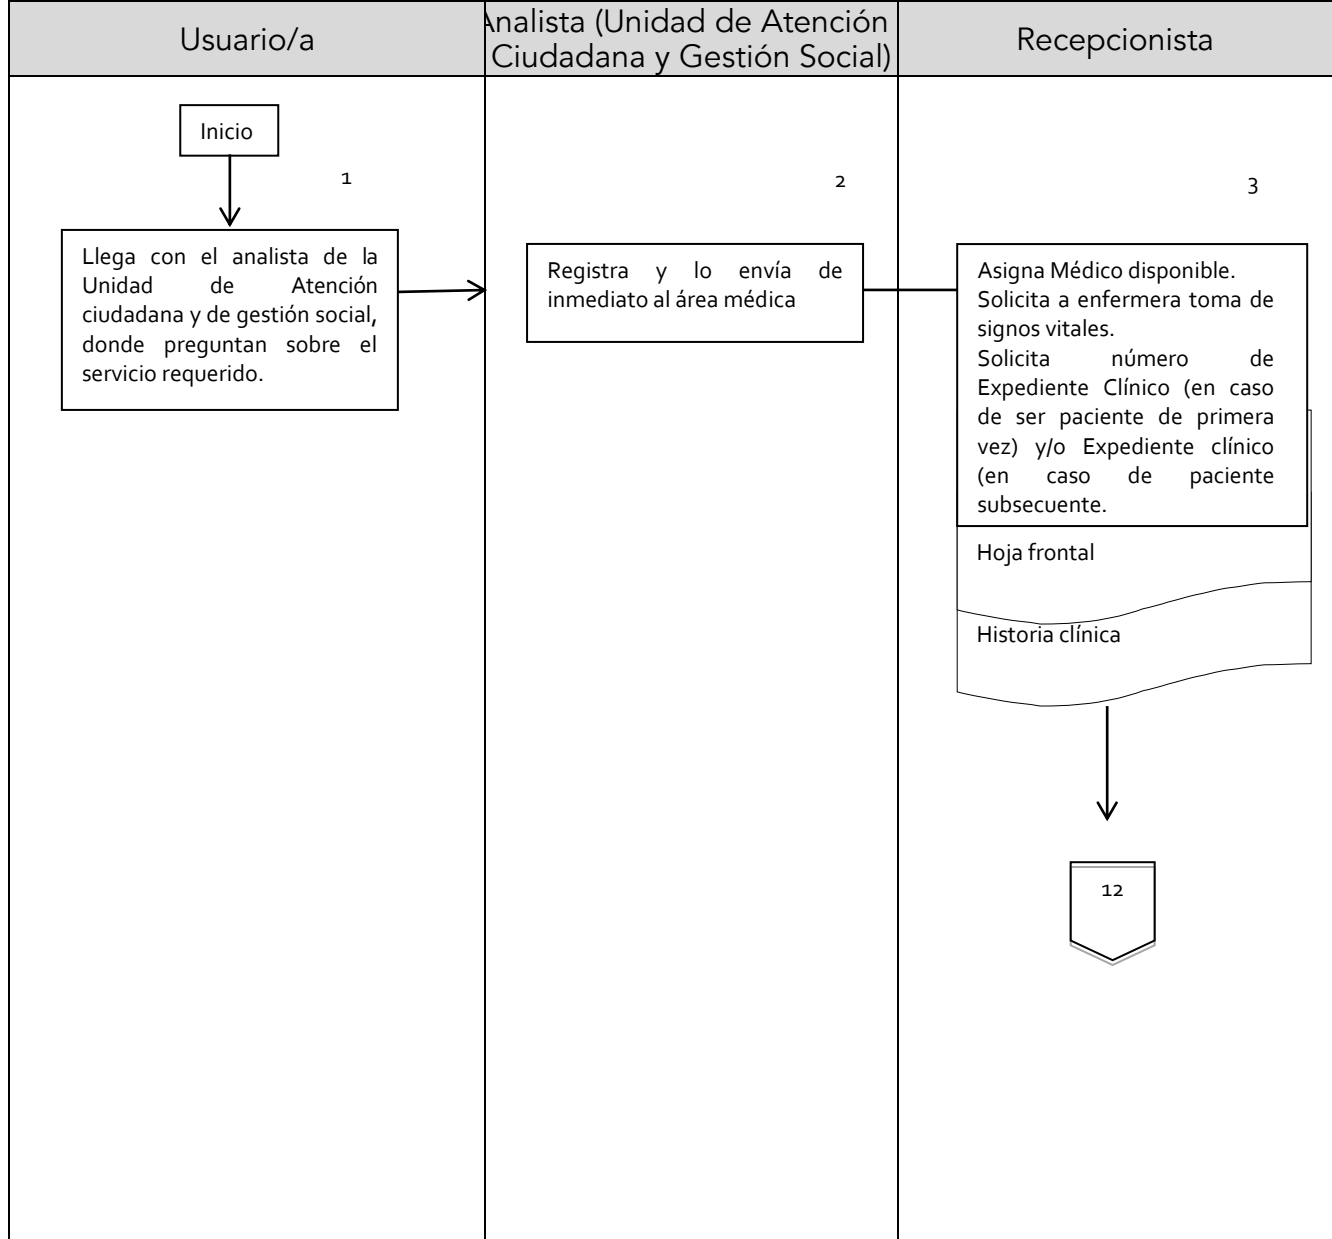 Usuario/a
Analista (Unidad de Atención
Ciudadana y Gestión Social)
Recepcionista
Inicio
1
Llega con el analista de la
Unidad de Atención
ciudadana y de gestión social,
donde preguntan sobre el
servicio requerido.
2
Registra y lo envía de
inmediato al área médica
3
Asigna Médico disponible.
Solicita a enfermera toma de
signos vitales.
Solicita número de
Expediente Clínico (en caso
de ser paciente de primera
vez) y/o Expediente clínico
(en caso de paciente
subsecuente.
Hoja frontal
Historia clínica
12